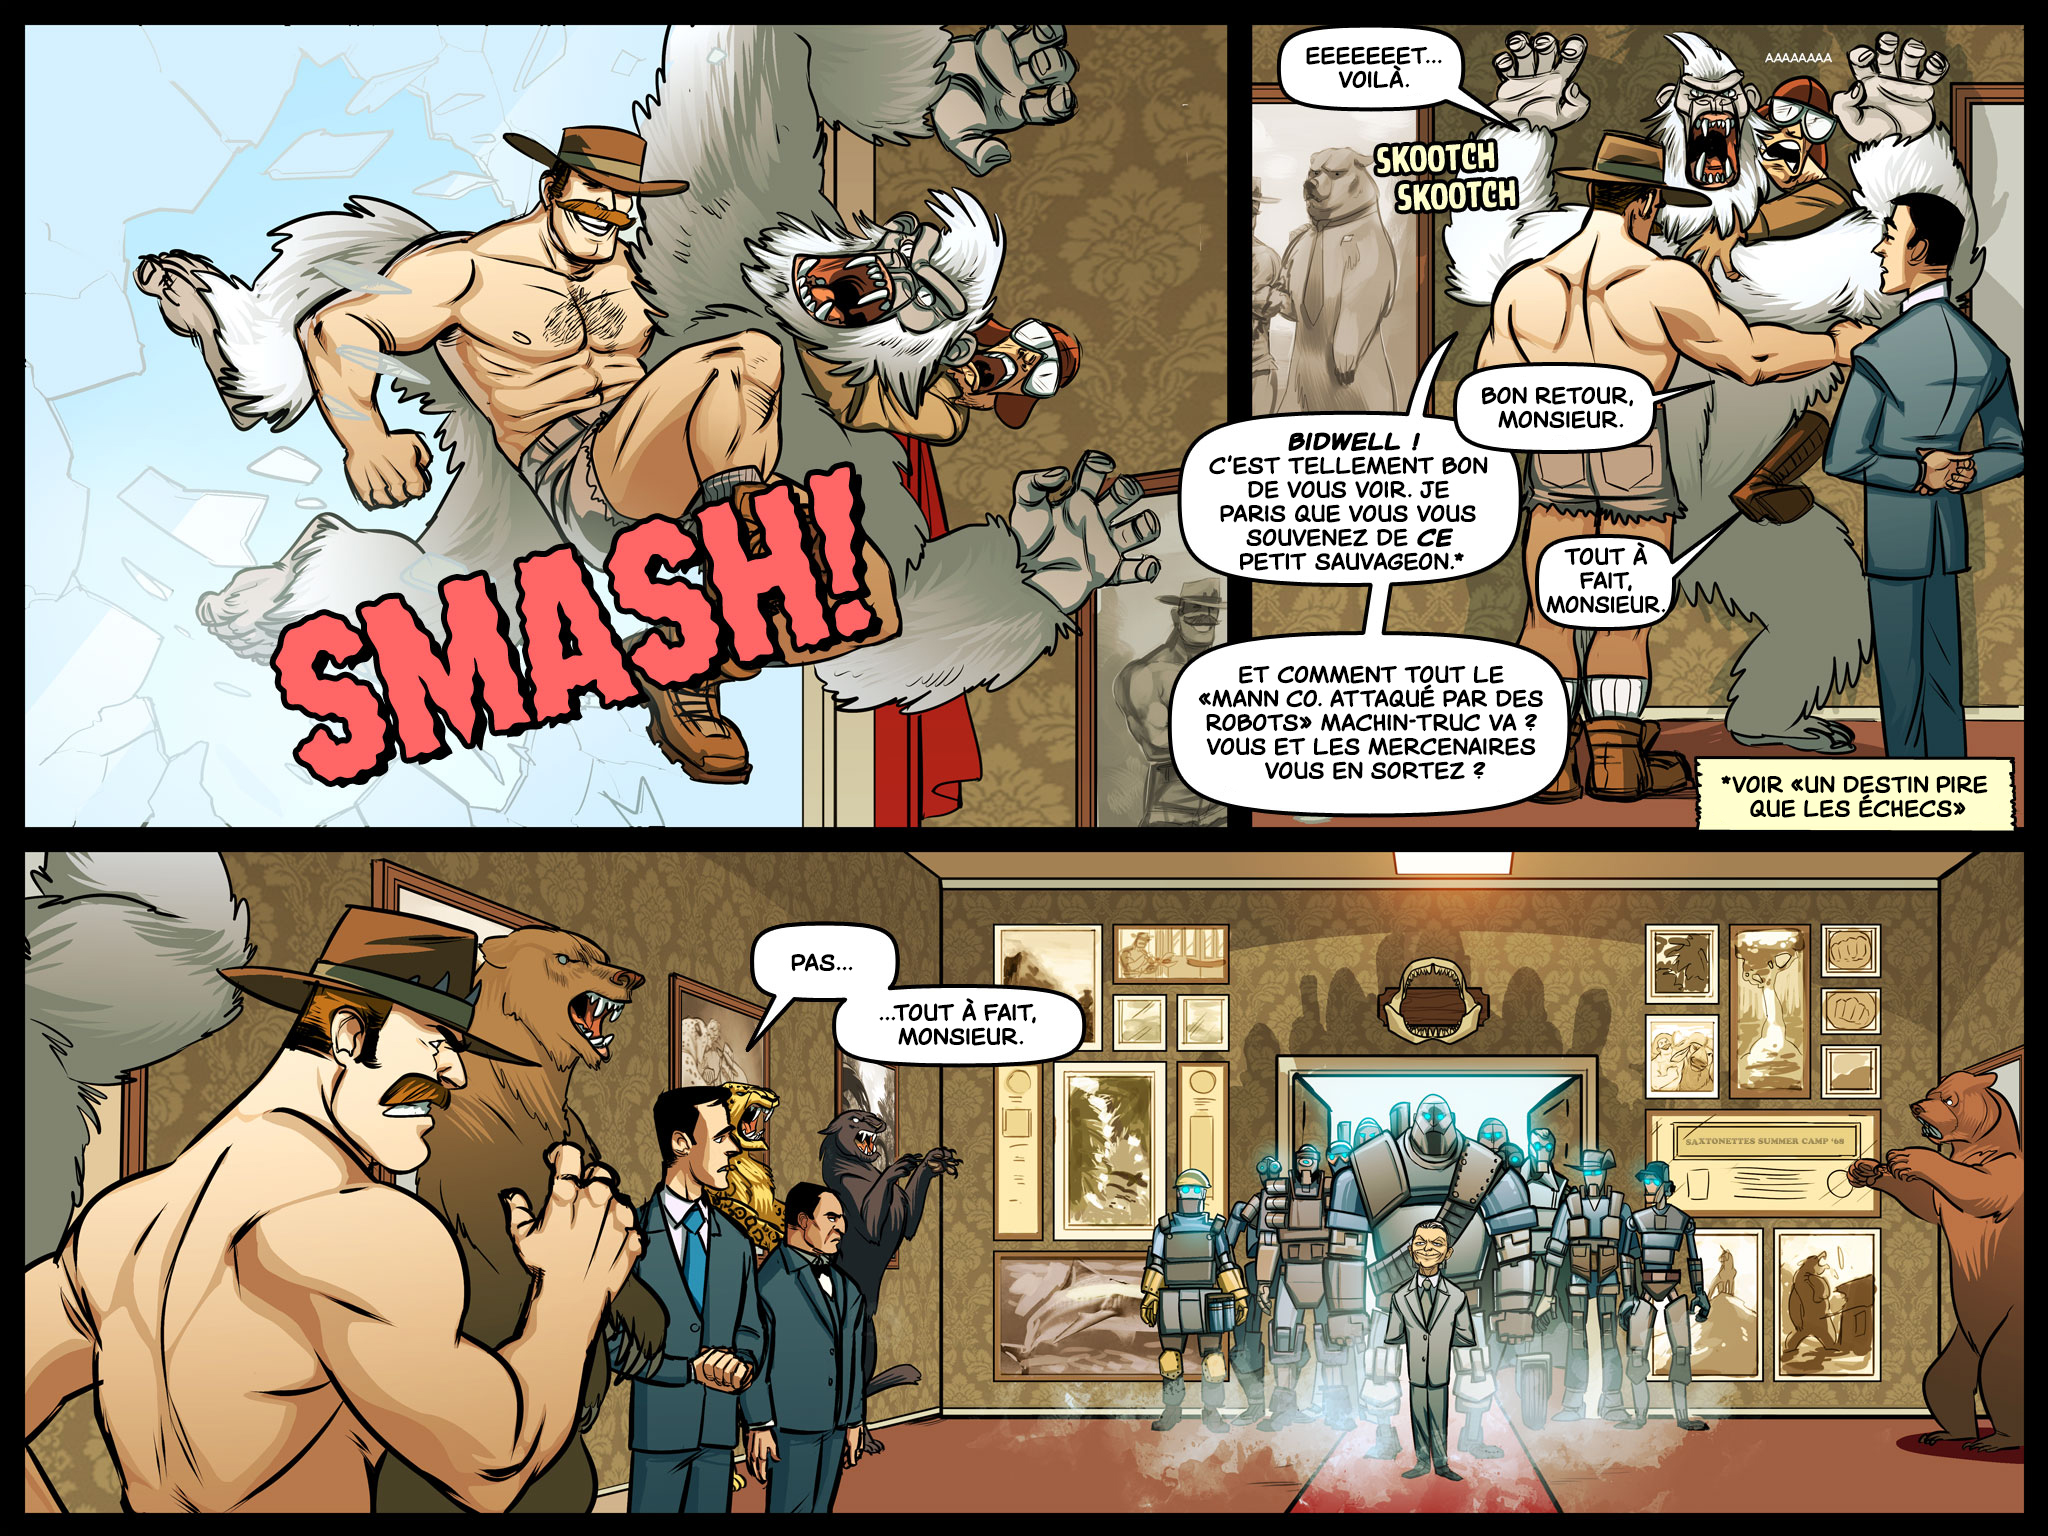 SMASH!
EEEEEEET...
VOILÀ.
AAAAAAAA
SKOOTCH
SKOOTCH
BON RETOUR,
MONSIEUR.
BIDWELL !
C'EST TELLEMENT BON
DE VOUS VOIR. JE
PARIS QUE VOUS VOUS
SOUVENEZ DE CE
PETIT SAUVAGEON.*
TOUT À
FAIT,
MONSIEUR.
ET COMMENT TOUT LE
«MANN CO. ATTAQUÉ PAR DES
ROBOTS» MACHIN-TRUC VA ?
VOUS ET LES MERCENAIRES
VOUS EN SORTEZ ?
*VOIR «UN DESTIN PIRE
QUE LES ÉCHECS»
PAS...
...TOUT À FAIT,
MONSIEUR.
SAXTONETTES SUMMER CAMP '68